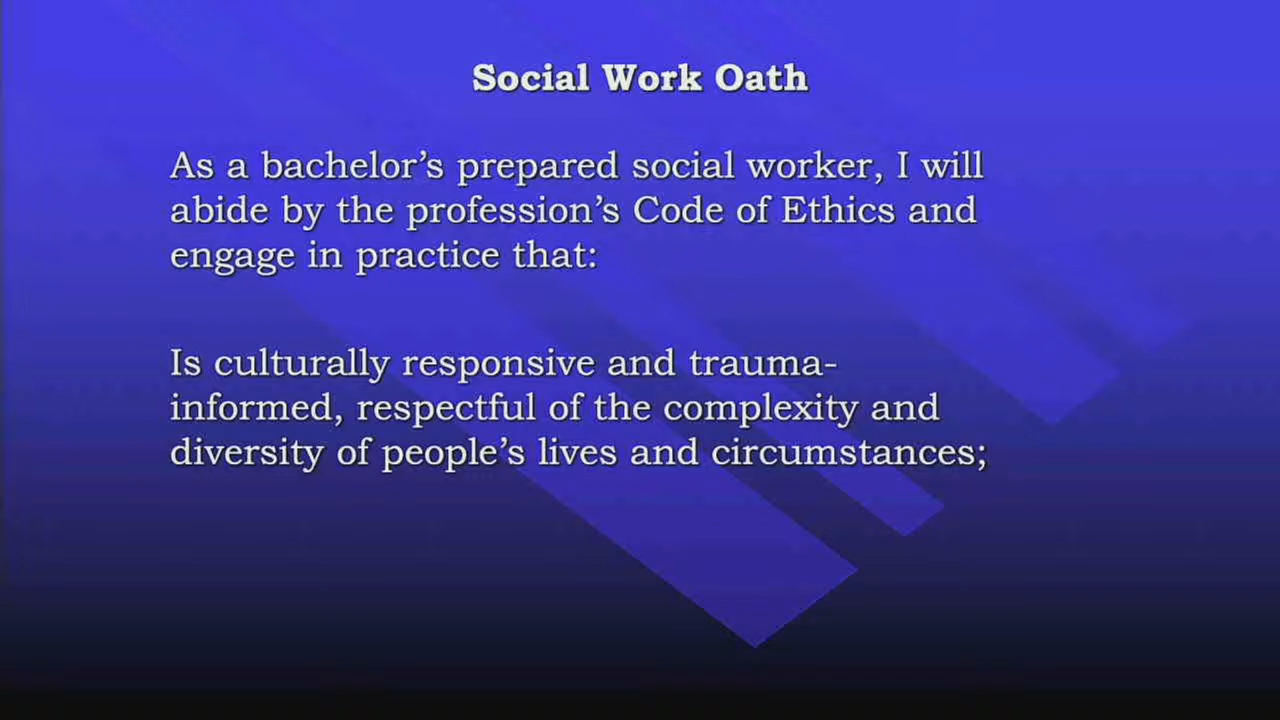 Social Work Oath
As a bachelor’s prepared social worker, I will
abide by the profession’s Code of Ethics and
engage in practice that:
Is culturally responsive and trauma-
informed, respectful of the complexity and
diversity of people’s lives and circumstances;